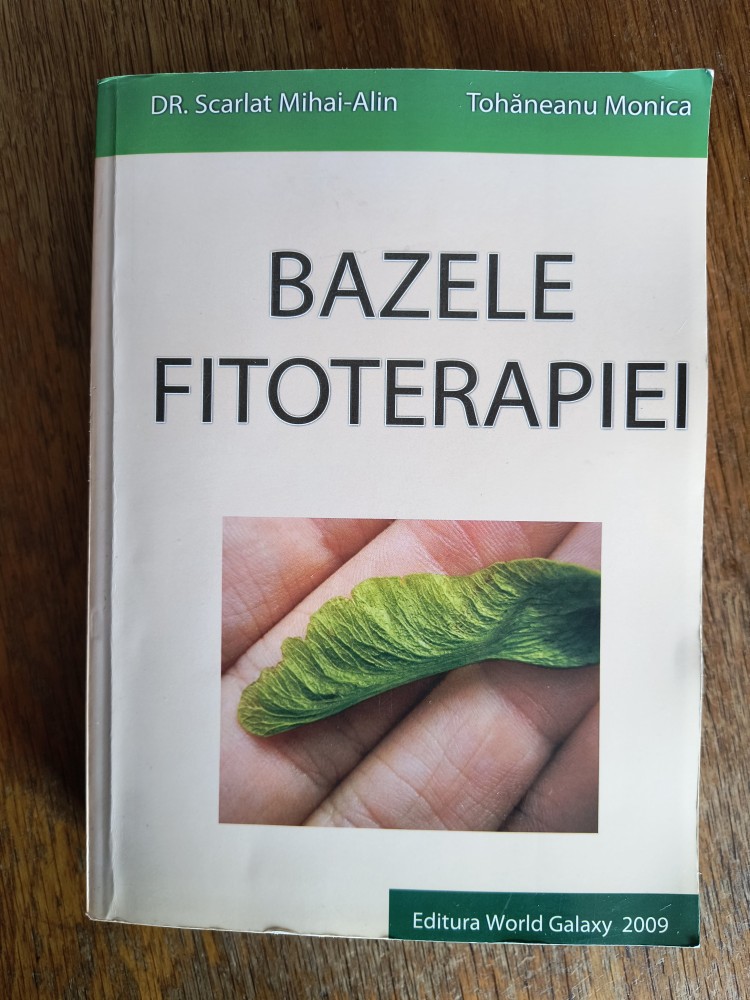 DR. Scarlat Mihai-Alin Tohăneanu Monica
BAZELE
FITOTERAPIEI
Editura World Galaxy 2009